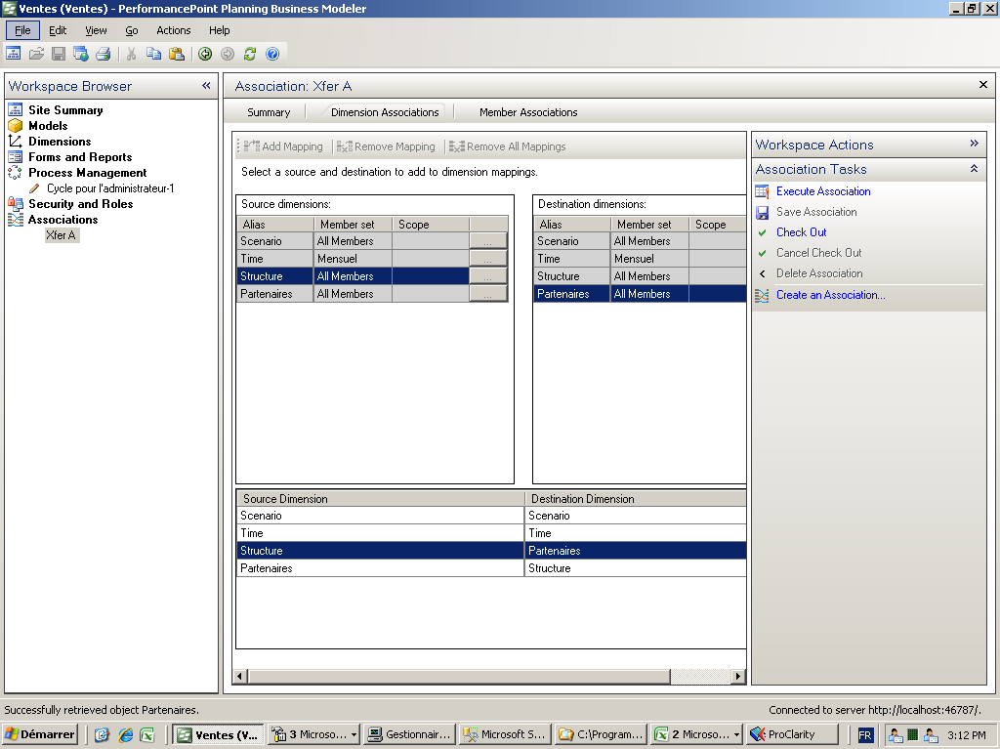 Ventes (Ventes) - PerformancePoint Planning Business Modeler
File Edit View Go Actions Help
Workspace Browser
Site Summary
Models
Dimensions
Forms and Reports
Process Management
Cycle pour l'administrateur-1
Security and Roles
Associations
Xfer A
Association: Xfer A
Summary Dimension Associations Member Associations
Add Mapping Remove Mapping Remove All Mappings
Select a source and destination to add to dimension mappings.
Source dimensions:
Alias Member set Scope
Scenario All Members ...
Time Mensuel ...
Structure All Members ...
Partenaires All Members ...
Destination dimensions:
Alias Member set Scope
Scenario All Members
Time Mensuel
Structure All Members
Partenaires All Members
Source Dimension Destination Dimension
Scenario Scenario
Time Time
Structure Partenaires
Partenaires Structure
Workspace Actions
Association Tasks
Execute Association
Save Association
Check Out
Cancel Check Out
Delete Association
Create an Association...
Successfully retrieved object Partenaires. Connected to server http://localhost:46787/.
Démarrer Ventes (V... 3 Microso... Gestionnair... Microsoft S... C:\Program... 2 Microso... ProClarity FR 3:12 PM